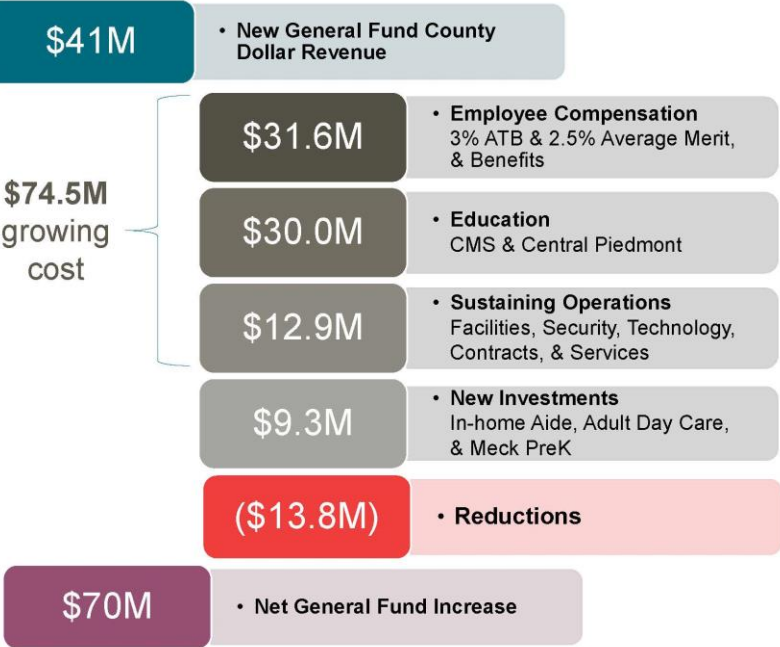 $41M
• New General Fund County
Dollar Revenue
$74.5M
growing
cost
$31.6M
• Employee Compensation
3% ATB & 2.5% Average Merit,
& Benefits
$30.0M
• Education
CMS & Central Piedmont
$12.9M
• Sustaining Operations
Facilities, Security, Technology,
Contracts, & Services
$9.3M
• New Investments
In-home Aide, Adult Day Care,
& Meck PreK
($13.8M)
• Reductions
$70M
• Net General Fund Increase